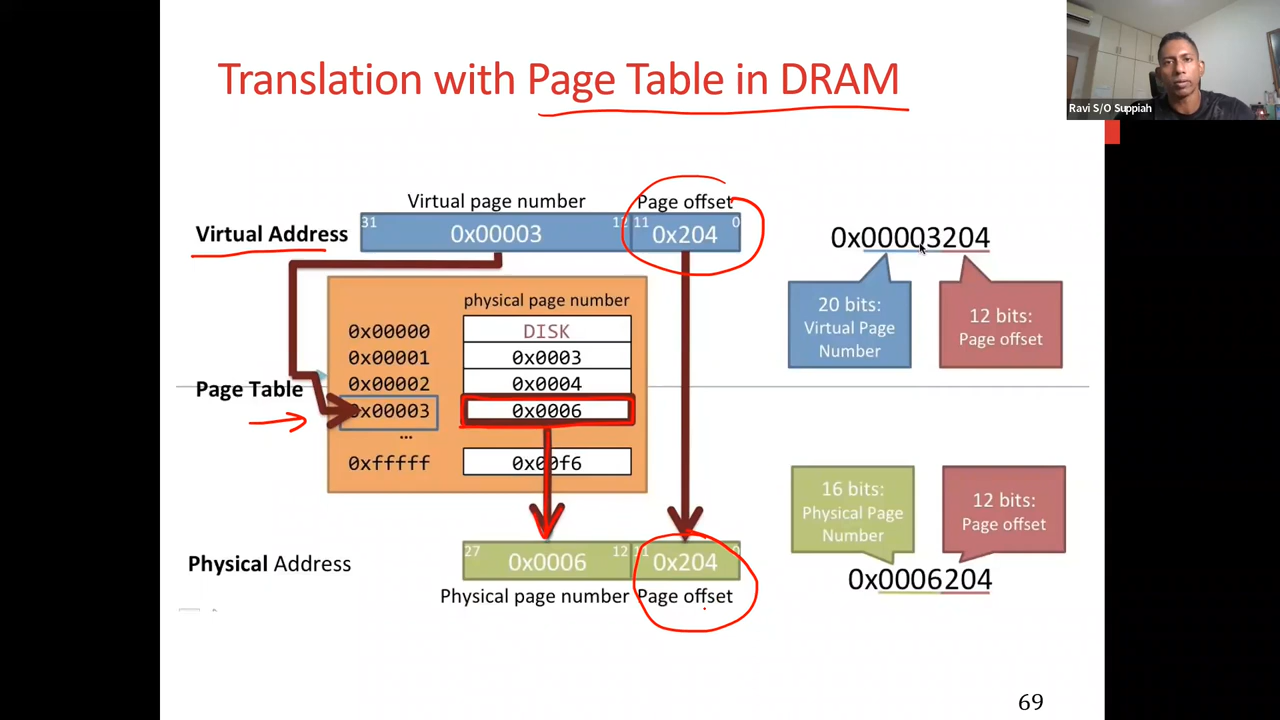 Translation with Page Table in DRAM
Ravi S/O Suppiah
Virtual page number
Page offset
Virtual Address
31
0x00003
12
11
0x204
0
0x00003204
20 bits:
Virtual Page
Number
12 bits:
Page offset
physical page number
0x00000 DISK
0x00001 0x0003
0x00002 0x0004
Page Table
0x00003 0x0006
...
0xfffff 0x00f6
16 bits:
Physical Page
Number
12 bits:
Page offset
Physical Address
27
0x0006
12
11
0x204
0
0x0006204
Physical page number
Page offset
69